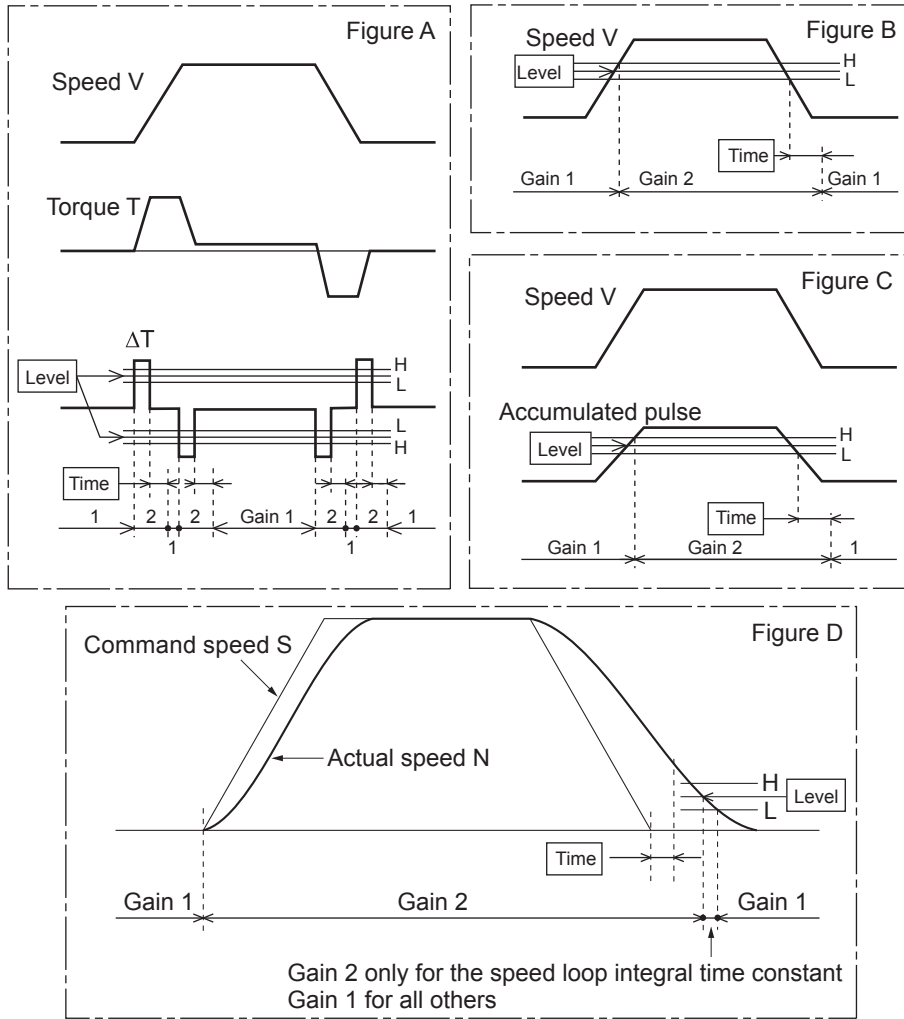 Figure A
Speed V
Torque T
ΔT
H
L
Level
L
H
Time
1 2 2 Gain 1 2 2 1
1 1
Figure B
Speed V
H
Level
L
Time
Gain 1 Gain 2 Gain 1
Figure C
Speed V
Accumulated pulse
H
Level
L
Time
Gain 1 Gain 2 1
Figure D
Command speed S
Actual speed N
H
Level
L
Time
Gain 1 Gain 2 Gain 1
Gain 2 only for the speed loop integral time constant
Gain 1 for all others